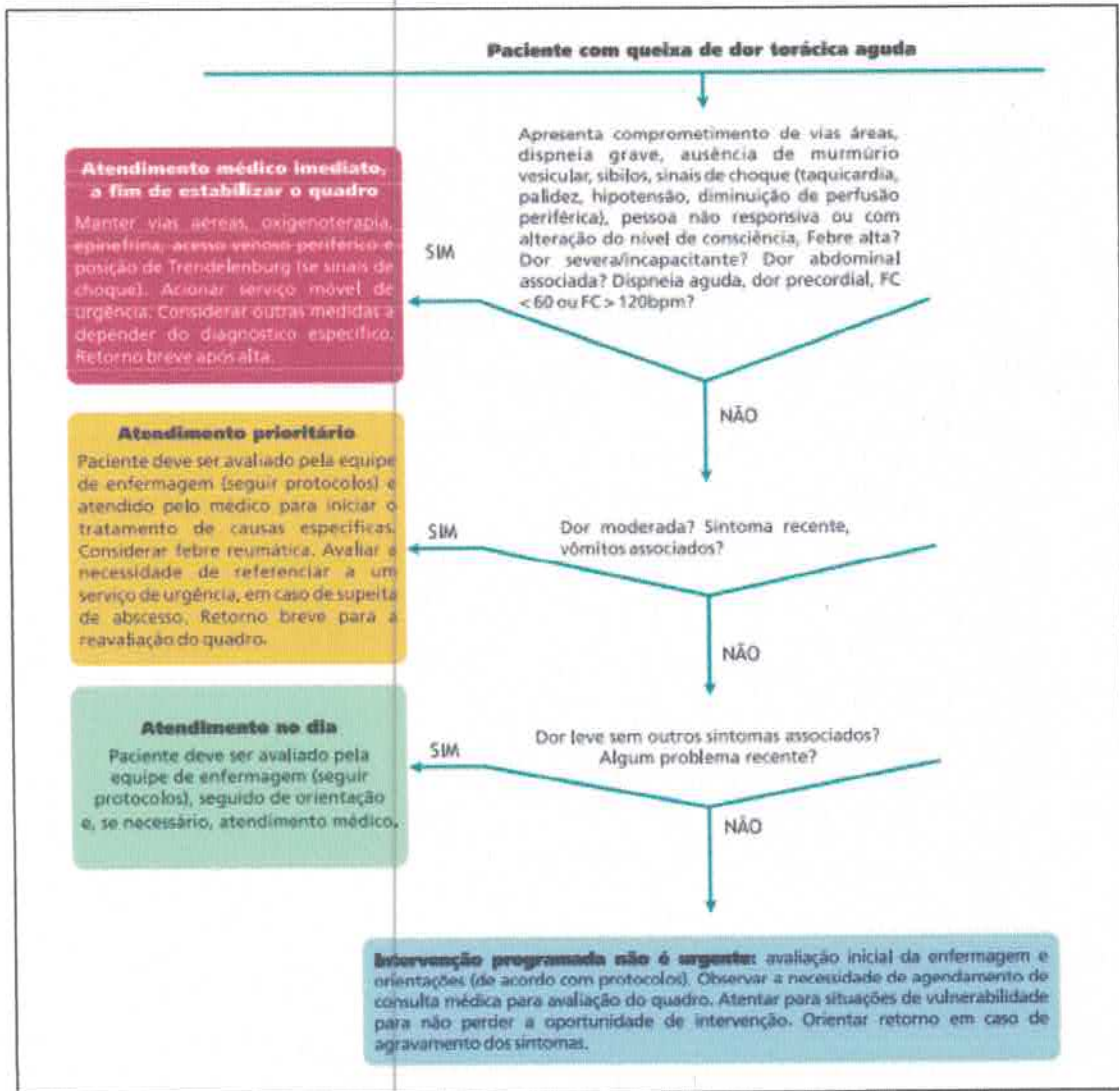 Paciente com queixa de dor torácica aguda
Apresenta comprometimento de vias áreas,
dispneia grave, ausência de murmúrio
vesicular, sibilos, sinais de choque (taquicardia,
palidez, hipotensão, diminuição de perfusão
periférica), pessoa não responsiva ou com
alteração do nível de consciência, Febre alta?
Dor severa/incapacitante? Dor abdominal
associada? Dispneia aguda, dor precordial, FC
< 60 ou FC > 120bpm?
SIM
Atendimento médico imediato,
a fim de estabilizar o quadro
Manter vias aéreas, oxigenoterapia,
epinefrina, acesso venoso periférico e
posição de Trendelenburg (se sinais de
choque). Acionar serviço móvel de
urgência. Considerar outras medidas a
depender do diagnóstico específico.
Retorno breve após alta.
NÃO
Dor moderada? Sintoma recente,
vômitos associados?
SIM
Atendimento prioritário
Paciente deve ser avaliado pela equipe
de enfermagem (seguir protocolos) e
atendido pelo médico para iniciar o
tratamento de causas específicas.
Considerar febre reumática. Avaliar a
necessidade de referenciar a um
serviço de urgência, em caso de supeita
de abscesso. Retorno breve para a
reavaliação do quadro.
NÃO
Dor leve sem outros sintomas associados?
Algum problema recente?
SIM
Atendimento no dia
Paciente deve ser avaliado pela
equipe de enfermagem (seguir
protocolos), seguido de orientação
e, se necessário, atendimento médico.
NÃO
Intervenção programada não é urgente: avaliação inicial da enfermagem e
orientações (de acordo com protocolos). Observar a necessidade de agendamento de
consulta médica para avaliação do quadro. Atentar para situações de vulnerabilidade
para não perder a oportunidade de intervenção. Orientar retorno em caso de
agravamento dos sintomas.